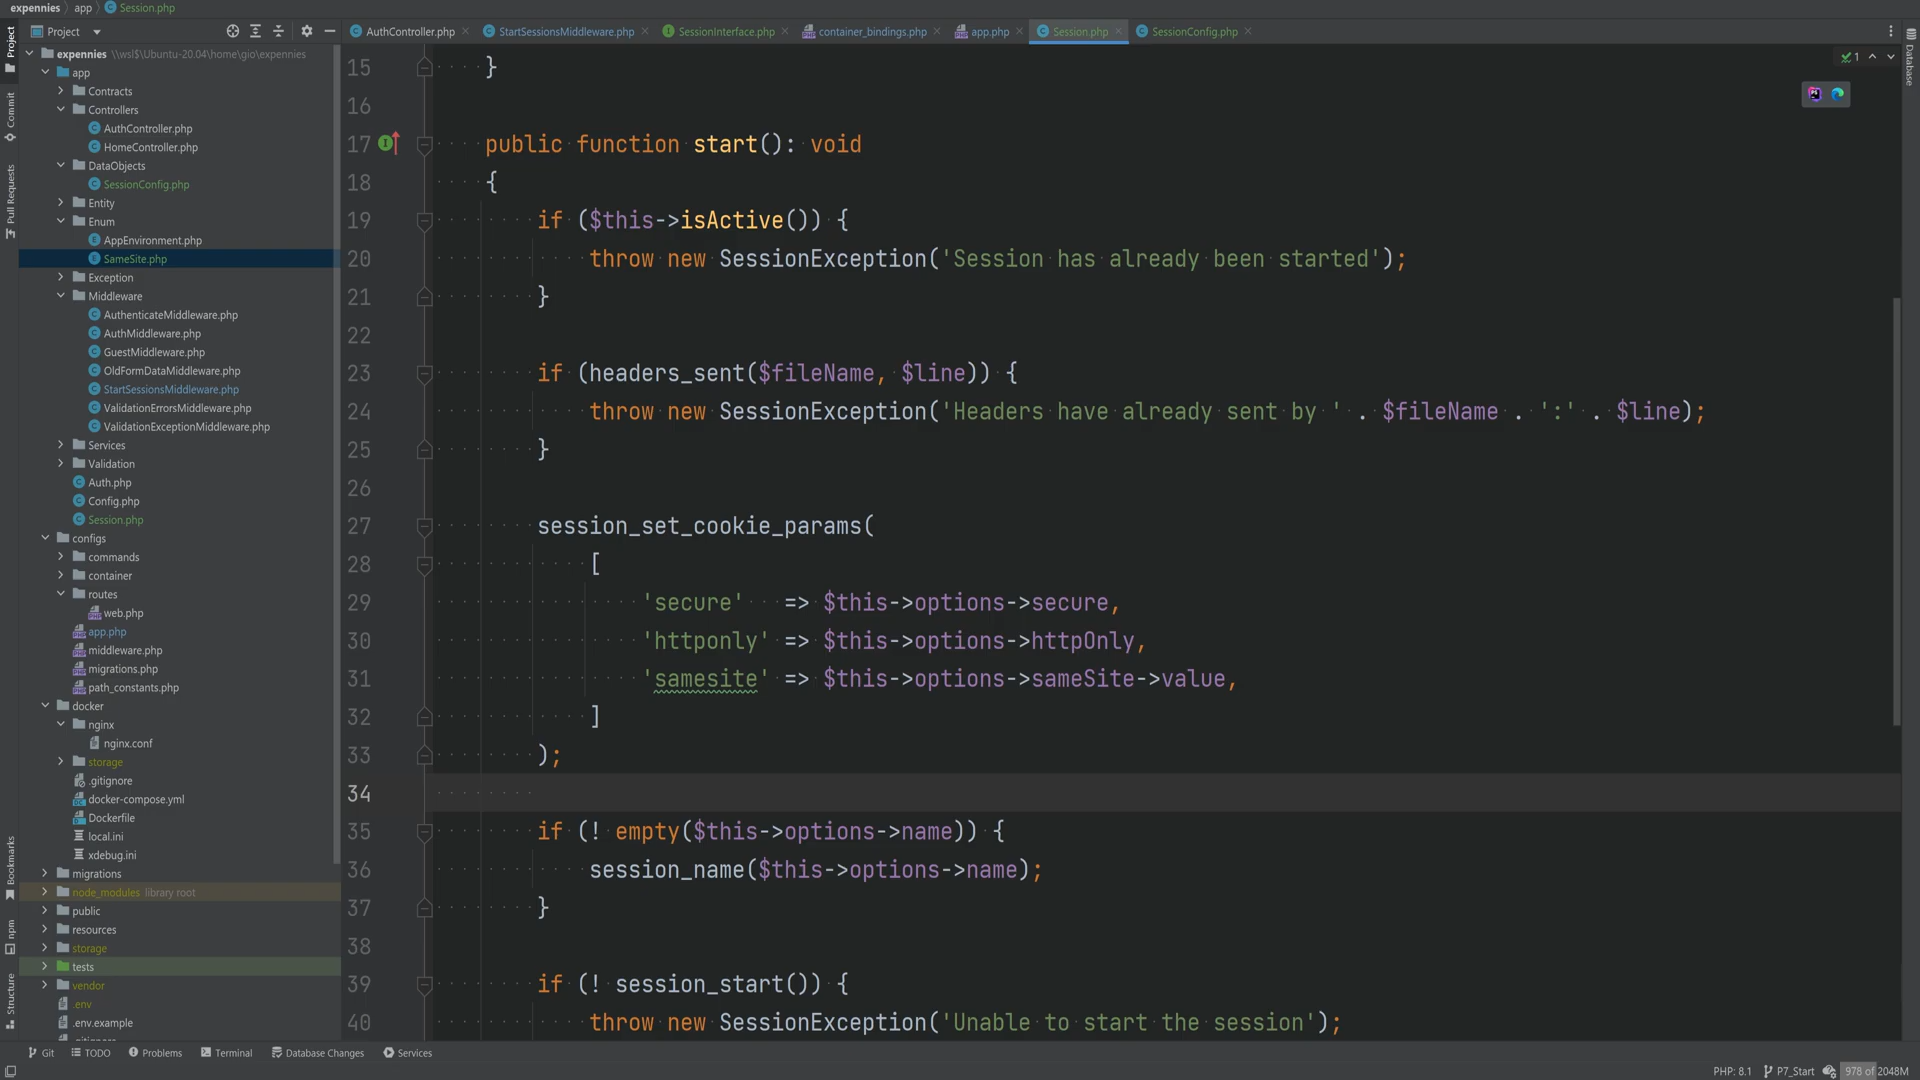 expennies
app
Session.php
Project
AuthController.php
StartSessionsMiddleware.php
SessionInterface.php
container_bindings.php
app.php
Session.php
SessionConfig.php
Project
Commit
Pull Requests
Bookmarks
npm
Structure
Database
expennies \\wsl$\Ubuntu-20.04\home\gio\expennies
app
Contracts
Controllers
AuthController.php
HomeController.php
DataObjects
SessionConfig.php
Entity
Enum
AppEnvironment.php
SameSite.php
Exception
Middleware
AuthenticateMiddleware.php
AuthMiddleware.php
GuestMiddleware.php
OldFormDataMiddleware.php
StartSessionsMiddleware.php
ValidationErrorsMiddleware.php
ValidationExceptionMiddleware.php
Services
Validation
Auth.php
Config.php
Session.php
configs
commands
container
routes
web.php
app.php
middleware.php
migrations.php
path_constants.php
docker
nginx
nginx.conf
storage
.gitignore
docker-compose.yml
Dockerfile
local.ini
xdebug.ini
migrations
node_modules library root
public
resources
storage
tests
vendor
.env
.env.example
1
15 }
16
17 public function start(): void
18 {
19 if ($this->isActive()) {
20 throw new SessionException('Session has already been started');
21 }
22
23 if (headers_sent($fileName, $line)) {
24 throw new SessionException('Headers have already sent by ' . $fileName . ':' . $line);
25 }
26
27 session_set_cookie_params(
28 [
29 'secure' => $this->options->secure,
30 'httponly' => $this->options->httpOnly,
31 'samesite' => $this->options->sameSite->value,
32 ]
33 );
34
35 if (! empty($this->options->name)) {
36 session_name($this->options->name);
37 }
38
39 if (! session_start()) {
40 throw new SessionException('Unable to start the session');
Git
TODO
Problems
Terminal
Database Changes
Services
PHP: 8.1
P7_Start
978 of 2048M